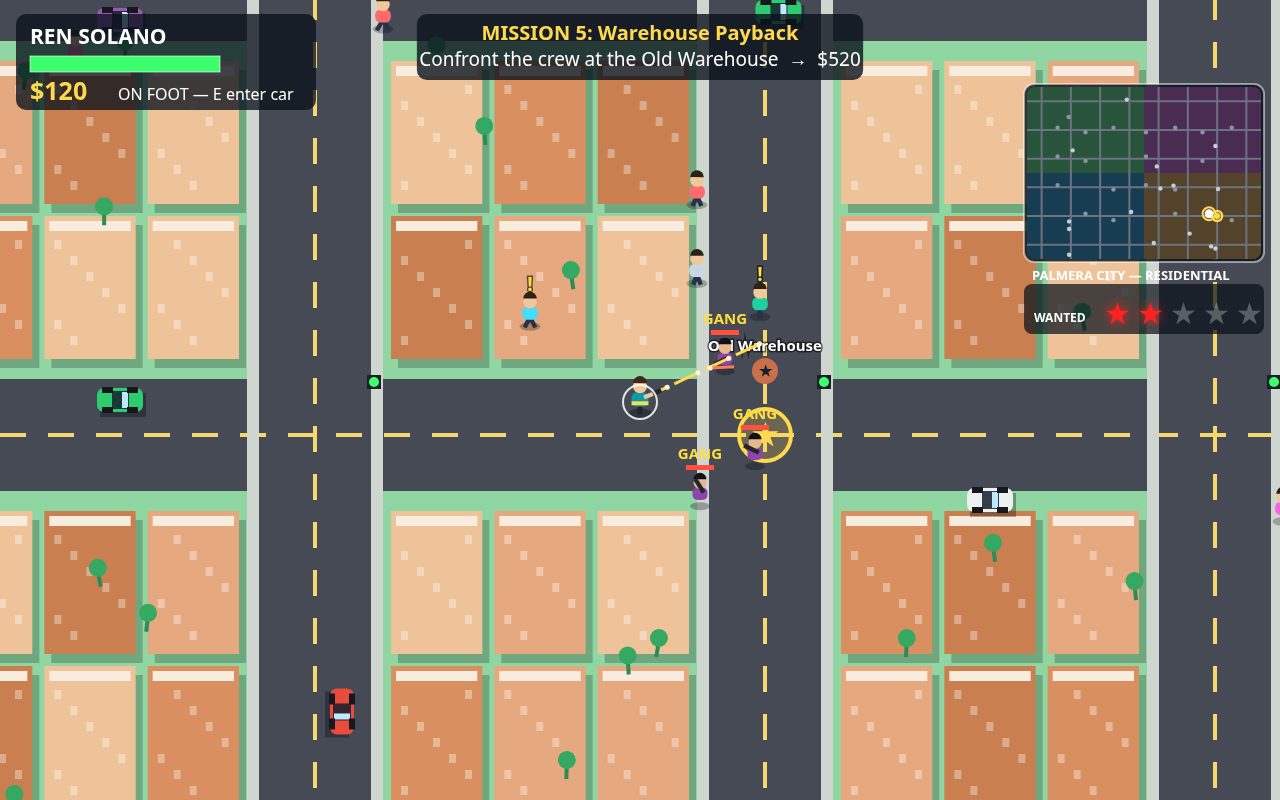 REN SOLANO
$120 ON FOOT — E enter car
MISSION 5: Warehouse Payback
Confront the crew at the Old Warehouse → $520
PALMERA CITY — RESIDENTIAL
WANTED
!
!
GANG
Old Warehouse
GANG
GANG